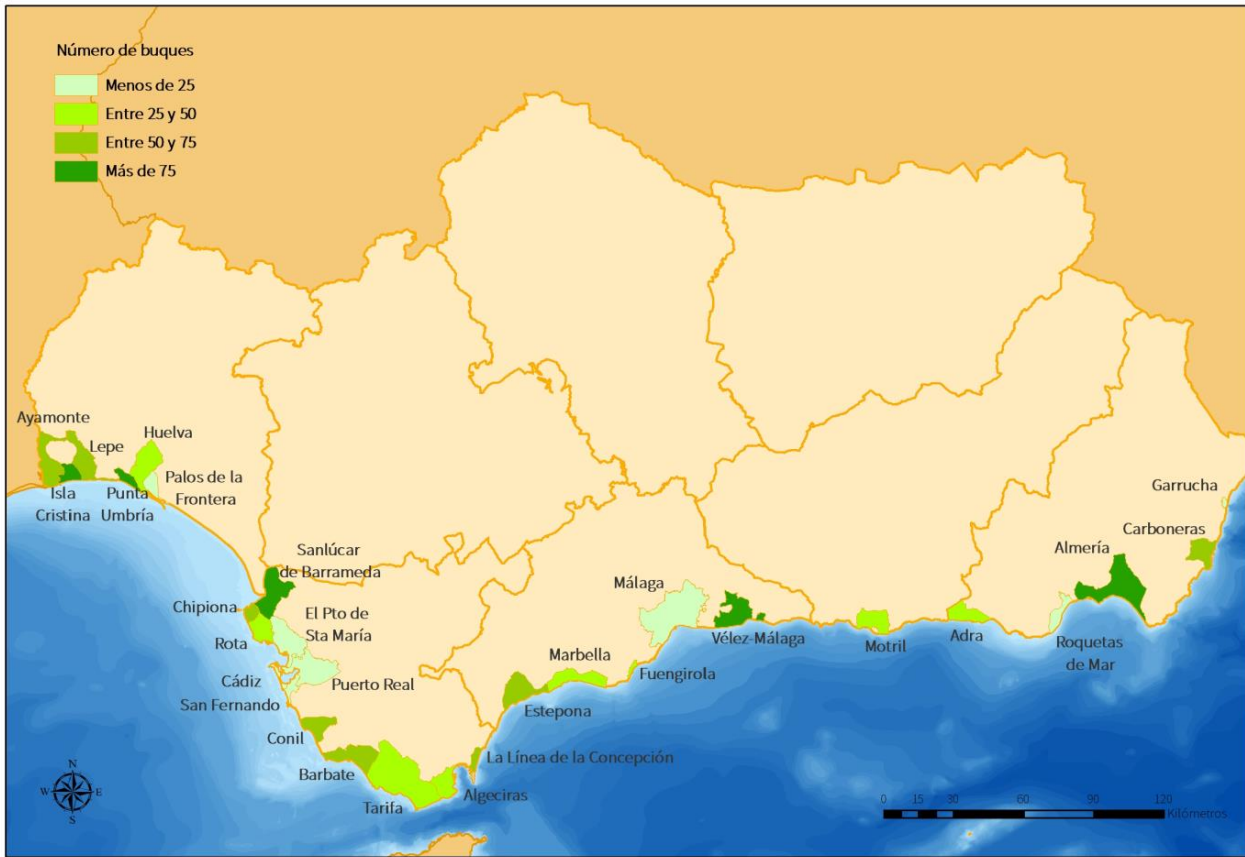 Número de buques
Menos de 25
Entre 25 y 50
Entre 50 y 75
Más de 75
Ayamonte
Lepe
Huelva
Isla
Cristina
Punta
Umbría
Palos de la
Frontera
Sanlúcar
de Barrameda
Chipiona
El Pto de
Sta María
Rota
Cádiz
Puerto Real
San Fernando
Conil
Barbate
Tarifa
Algeciras
La Línea de la Concepción
Estepona
Marbella
Fuengirola
Málaga
Vélez-Málaga
Motril
Adra
Roquetas
de Mar
Almería
Carboneras
Garrucha
N
W E
S
0 15 30 60 90 120
Kilómetros